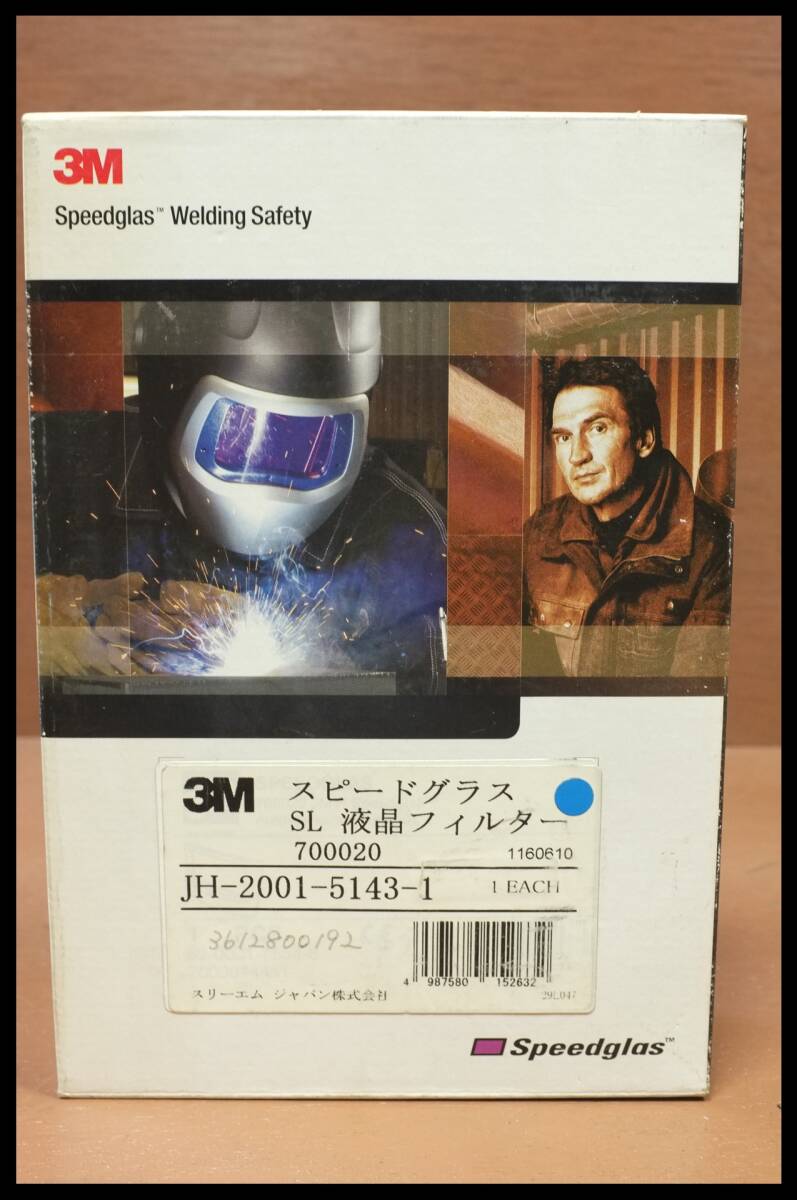 3M
Speedglas™ Welding Safety
3M スピードグラス
SL 液晶フィルター
700020 1160610
JH-2001-5143-1 1 EACH
3612800192
4 987580 152632
スリーエム ジャパン株式会社 29L047
Speedglas™